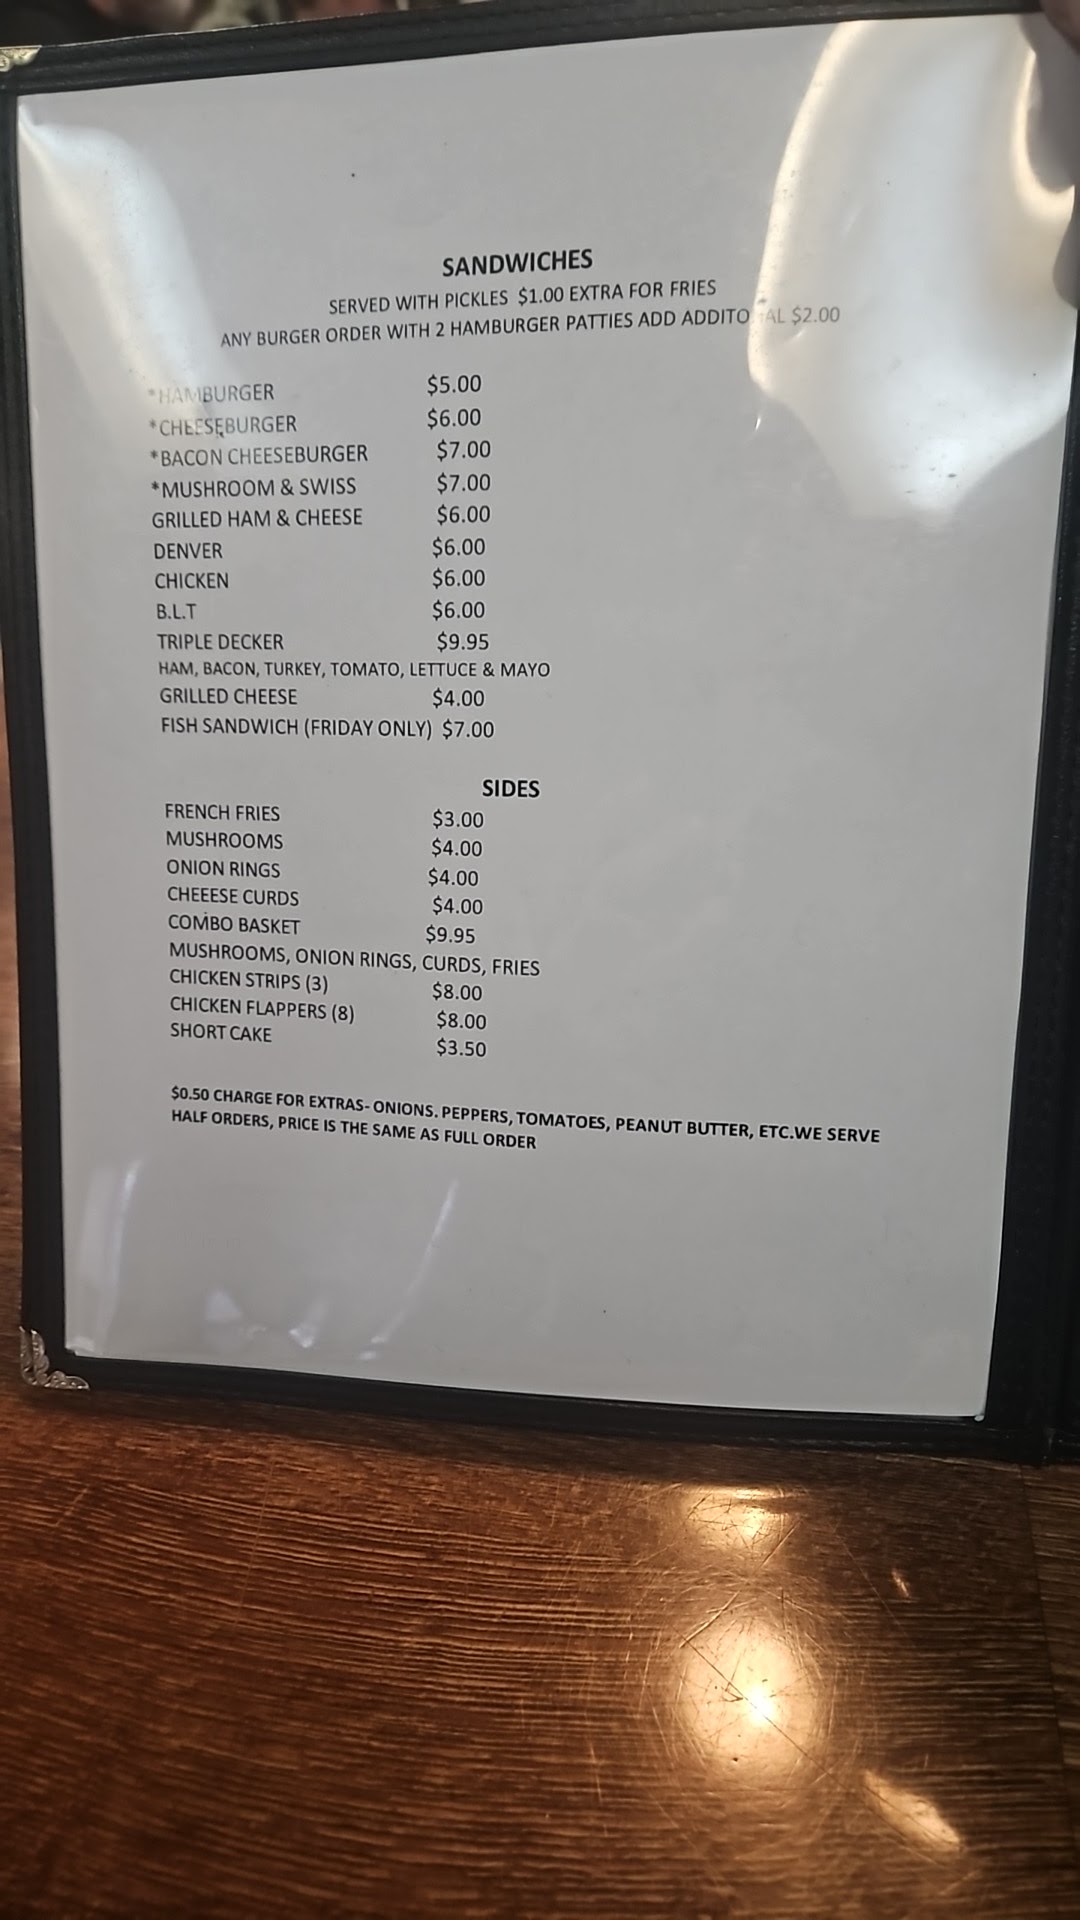 SANDWICHES
SERVED WITH PICKLES $1.00 EXTRA FOR FRIES
ANY BURGER ORDER WITH 2 HAMBURGER PATTIES ADD $2.00
*HAMBURGER $5.00
*CHEESEBURGER $6.00
*BACON CHEESEBURGER $7.00
*MUSHROOM & SWISS $7.00
GRILLED HAM & CHEESE $6.00
DENVER $6.00
CHICKEN $6.00
B.L.T $6.00
TRIPLE DECKER $9.95
HAM, BACON, TURKEY, TOMATO, LETTUCE & MAYO
GRILLED CHEESE $4.00
FISH SANDWICH (FRIDAY ONLY) $7.00
SIDES
FRENCH FRIES $3.00
MUSHROOMS $4.00
ONION RINGS $4.00
CHEEESE CURDS $4.00
COMBO BASKET $9.95
MUSHROOMS, ONION RINGS, CURDS, FRIES
CHICKEN STRIPS (3) $8.00
CHICKEN FLAPPERS (8) $8.00
SHORT CAKE $3.50
$0.50 CHARGE FOR EXTRAS- ONIONS. PEPPERS, TOMATOES, PEANUT BUTTER, ETC.WE SERVE
HALF ORDERS, PRICE IS THE SAME AS FULL ORDER